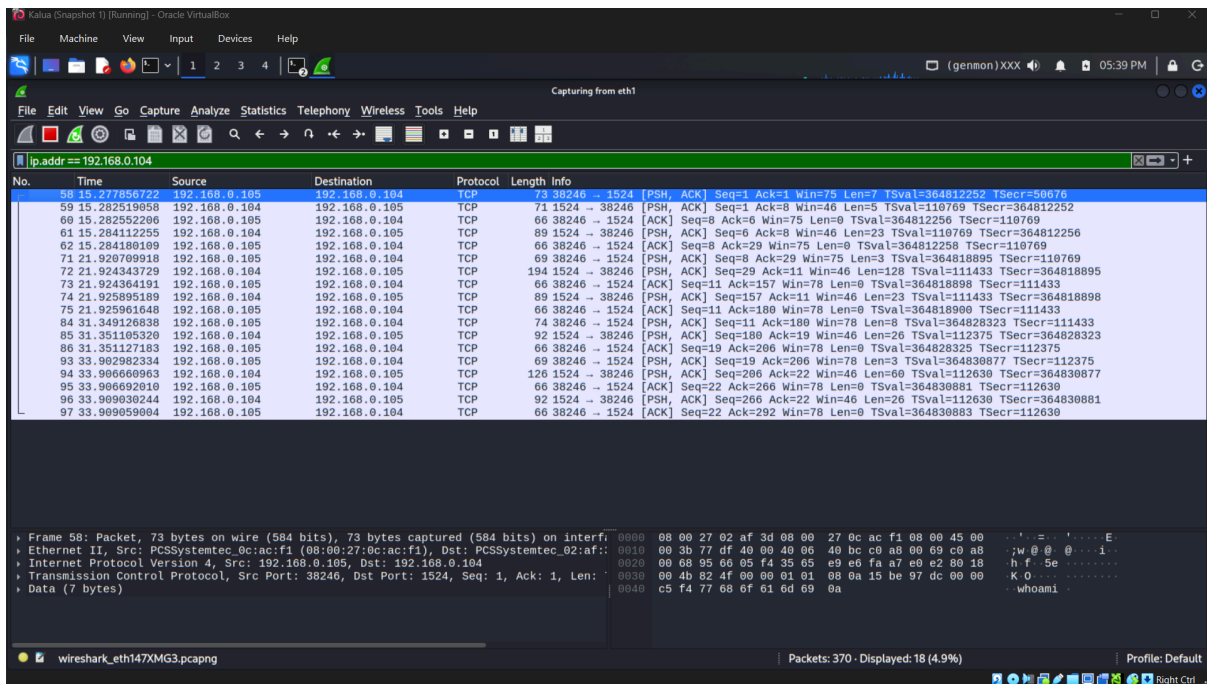 Kalua (Snapshot 1) [Running] - Oracle VirtualBox
File Machine View Input Devices Help
1 2 3 4 2 (genmon)XXX 05:39 PM
Capturing from eth1
File Edit View Go Capture Analyze Statistics Telephony Wireless Tools Help
ip.addr == 192.168.0.104
No. Time Source Destination Protocol Length Info
58 15.277856722 192.168.0.105 192.168.0.104 TCP 73 38246 → 1524 [PSH, ACK] Seq=1 Ack=1 Win=75 Len=7 TSval=364812252 TSecr=50676
59 15.282519058 192.168.0.104 192.168.0.105 TCP 71 1524 → 38246 [PSH, ACK] Seq=1 Ack=8 Win=46 Len=5 TSval=110769 TSecr=364812252
60 15.282552206 192.168.0.105 192.168.0.104 TCP 66 38246 → 1524 [ACK] Seq=8 Ack=6 Win=75 Len=0 TSval=364812256 TSecr=110769
61 15.284112255 192.168.0.104 192.168.0.105 TCP 89 1524 → 38246 [PSH, ACK] Seq=6 Ack=8 Win=46 Len=23 TSval=110769 TSecr=364812256
62 15.284180109 192.168.0.105 192.168.0.104 TCP 66 38246 → 1524 [ACK] Seq=8 Ack=29 Win=75 Len=0 TSval=364812258 TSecr=110769
71 21.920709918 192.168.0.105 192.168.0.104 TCP 69 38246 → 1524 [PSH, ACK] Seq=8 Ack=29 Win=75 Len=3 TSval=364818895 TSecr=110769
72 21.924343729 192.168.0.104 192.168.0.105 TCP 194 1524 → 38246 [PSH, ACK] Seq=29 Ack=11 Win=46 Len=128 TSval=111433 TSecr=364818895
73 21.924364191 192.168.0.105 192.168.0.104 TCP 66 38246 → 1524 [ACK] Seq=11 Ack=157 Win=78 Len=0 TSval=364818898 TSecr=111433
74 21.925895189 192.168.0.104 192.168.0.105 TCP 89 1524 → 38246 [PSH, ACK] Seq=157 Ack=11 Win=46 Len=23 TSval=111433 TSecr=364818898
75 21.925961648 192.168.0.105 192.168.0.104 TCP 66 38246 → 1524 [ACK] Seq=11 Ack=180 Win=78 Len=0 TSval=364818900 TSecr=111433
84 31.349126838 192.168.0.105 192.168.0.104 TCP 74 38246 → 1524 [PSH, ACK] Seq=11 Ack=180 Win=78 Len=8 TSval=364828323 TSecr=111433
85 31.351105320 192.168.0.104 192.168.0.105 TCP 92 1524 → 38246 [PSH, ACK] Seq=180 Ack=19 Win=46 Len=26 TSval=112375 TSecr=364828323
86 31.351127183 192.168.0.105 192.168.0.104 TCP 66 38246 → 1524 [ACK] Seq=19 Ack=206 Win=78 Len=0 TSval=364828325 TSecr=112375
93 33.902982334 192.168.0.105 192.168.0.104 TCP 69 38246 → 1524 [PSH, ACK] Seq=19 Ack=206 Win=78 Len=3 TSval=364830877 TSecr=112375
94 33.906660963 192.168.0.104 192.168.0.105 TCP 126 1524 → 38246 [PSH, ACK] Seq=206 Ack=22 Win=46 Len=60 TSval=112630 TSecr=364830877
95 33.906692010 192.168.0.105 192.168.0.104 TCP 66 38246 → 1524 [ACK] Seq=22 Ack=266 Win=78 Len=0 TSval=364830881 TSecr=112630
96 33.909030244 192.168.0.104 192.168.0.105 TCP 92 1524 → 38246 [PSH, ACK] Seq=266 Ack=22 Win=46 Len=26 TSval=112630 TSecr=364830881
97 33.909059004 192.168.0.105 192.168.0.104 TCP 66 38246 → 1524 [ACK] Seq=22 Ack=292 Win=78 Len=0 TSval=364830883 TSecr=112630
Frame 58: Packet, 73 bytes on wire (584 bits), 73 bytes captured (584 bits) on interf
Ethernet II, Src: PCSSystemtec_0c:ac:f1 (08:00:27:0c:ac:f1), Dst: PCSSystemtec_02:af:
Internet Protocol Version 4, Src: 192.168.0.105, Dst: 192.168.0.104
Transmission Control Protocol, Src Port: 38246, Dst Port: 1524, Seq: 1, Ack: 1, Len:
Data (7 bytes)
0000 08 00 27 02 af 3d 08 00 27 0c ac f1 08 00 45 00 ··'··=·· '·····E·
0010 00 3b 77 df 40 00 40 06 40 bc c0 a8 00 69 c0 a8 ·;w·@·@· @····i··
0020 00 68 95 66 05 f4 35 65 e9 e6 fa a7 e0 e2 80 18 ·h·f··5e ········
0030 00 4b 82 4f 00 00 01 01 08 0a 15 be 97 dc 00 00 ·K·O···· ········
0040 c5 f4 77 68 6f 61 6d 69 0a ··whoami ·
wireshark_eth147XMG3.pcapng Packets: 370 · Displayed: 18 (4.9%) Profile: Default
Right Ctrl